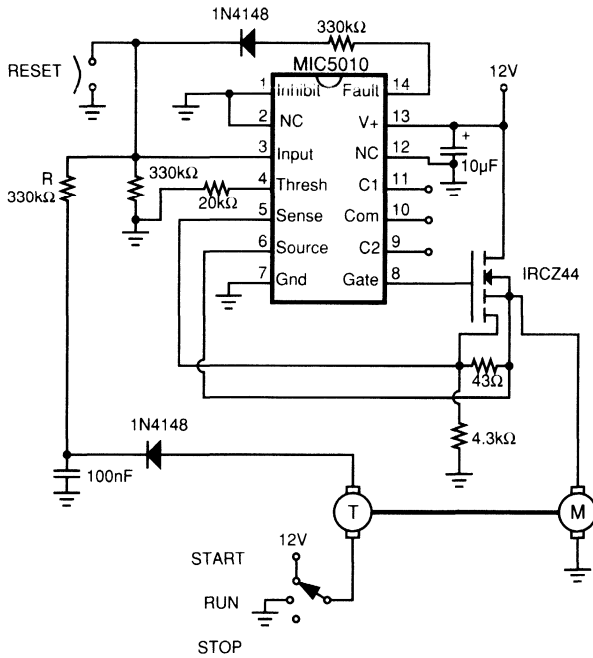 1N4148
330kΩ
RESET
MIC5010
12V
1 Inhibit Fault 14
2 NC V+ 13
+
3 Input NC 12
10µF
R
330kΩ
330kΩ
4 Thresh C1 11
20kΩ
5 Sense Com 10
6 Source C2 9
7 Gnd Gate 8
IRCZ44
43Ω
1N4148
4.3kΩ
100nF
T
M
12V
START
RUN
STOP